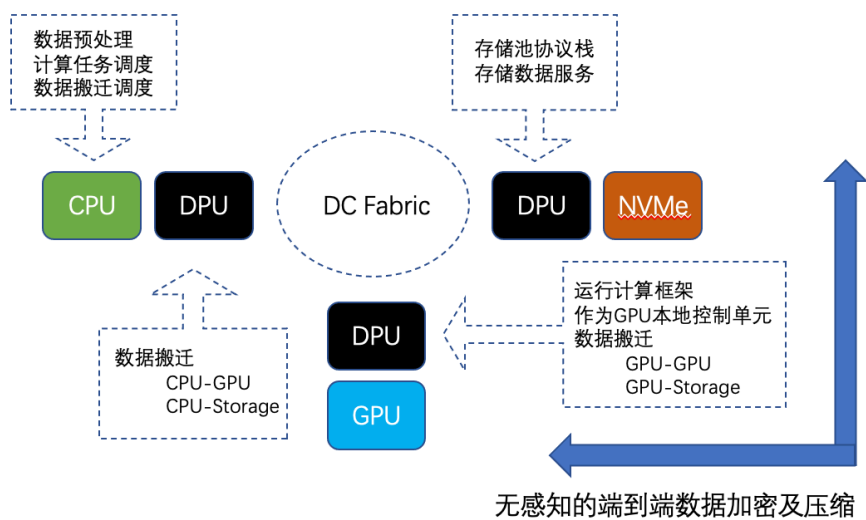 数据预处理
计算任务调度
数据搬迁调度
存储池协议栈
存储数据服务
CPU
DPU
DC Fabric
DPU
NVMe
数据搬迁
CPU-GPU
CPU-Storage
DPU
GPU
运行计算框架
作为GPU本地控制单元
数据搬迁
GPU-GPU
GPU-Storage
无感知的端到端数据加密及压缩